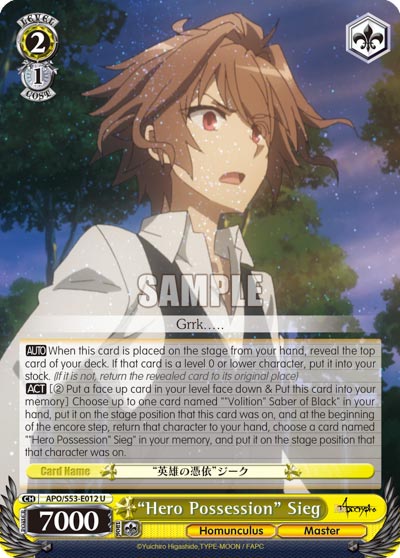 LEVEL
2
1
COST
SAMPLE
Grrk.....
AUTO When this card is placed on the stage from your hand, reveal the top
card of your deck. If that card is a level 0 or lower character, put it into your
stock. (If it is not, return the revealed card to its original place)
ACT [② Put a face up card in your level face down & Put this card into your
memory] Choose up to one card named ""Volition" Saber of Black" in your
hand, put it on the stage position that this card was on, and at the beginning
of the encore step, return that character to your hand, choose a card named
""Hero Possession" Sieg" in your memory, and put it on the stage position
that card was on.
Card Name
“英雄の憑依”ジーク
CH
APO/S53-E012 U
7000
“Hero Possession” Sieg
Apocrypha
Homunculus
Master
©Yuichiro Higashide,TYPE-MOON / FAPC